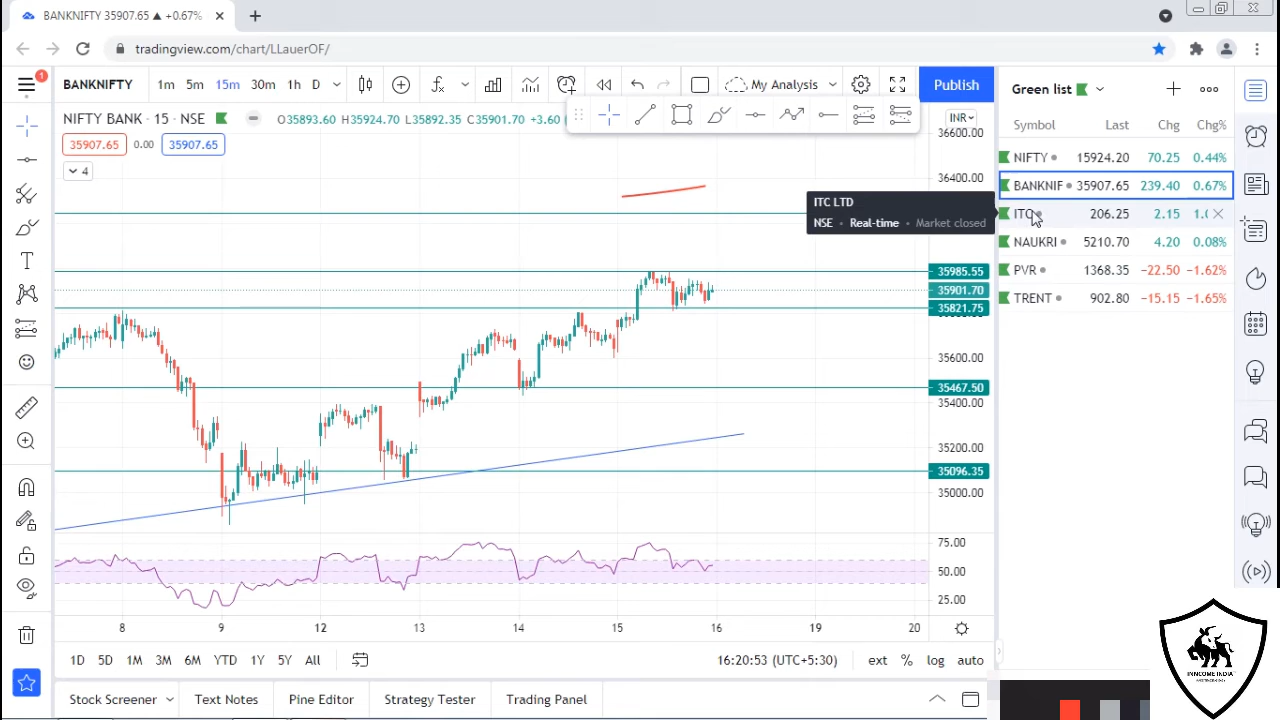 BANKNIFTY 35907.65 ▲ +0.67%
tradingview.com/chart/LLauerOF/
1
BANKNIFTY 1m 5m 15m 30m 1h D My Analysis Publish
NIFTY BANK · 15 · NSE O35893.60 H35924.70 L35892.35 C35901.70 +3.60
35907.65 0.00 35907.65
4
INR
36600.00
36400.00
35985.55
35901.70
35821.75
35600.00
35467.50
35400.00
35200.00
35096.35
35000.00
75.00
50.00
25.00
8 9 12 13 14 15 16 19 20
1D 5D 1M 3M 6M YTD 1Y 5Y All 16:20:53 (UTC+5:30) ext % log auto
Stock Screener Text Notes Pine Editor Strategy Tester Trading Panel
Green list
Symbol Last Chg Chg%
NIFTY 15924.20 70.25 0.44%
BANKNIF 35907.65 239.40 0.67%
ITC 206.25 2.15
NAUKRI 5210.70 4.20 0.08%
PVR 1368.35 −22.50 −1.62%
TRENT 902.80 −15.15 −1.65%
ITC LTD
NSE · Real-time · Market closed
INNCOME INDIA